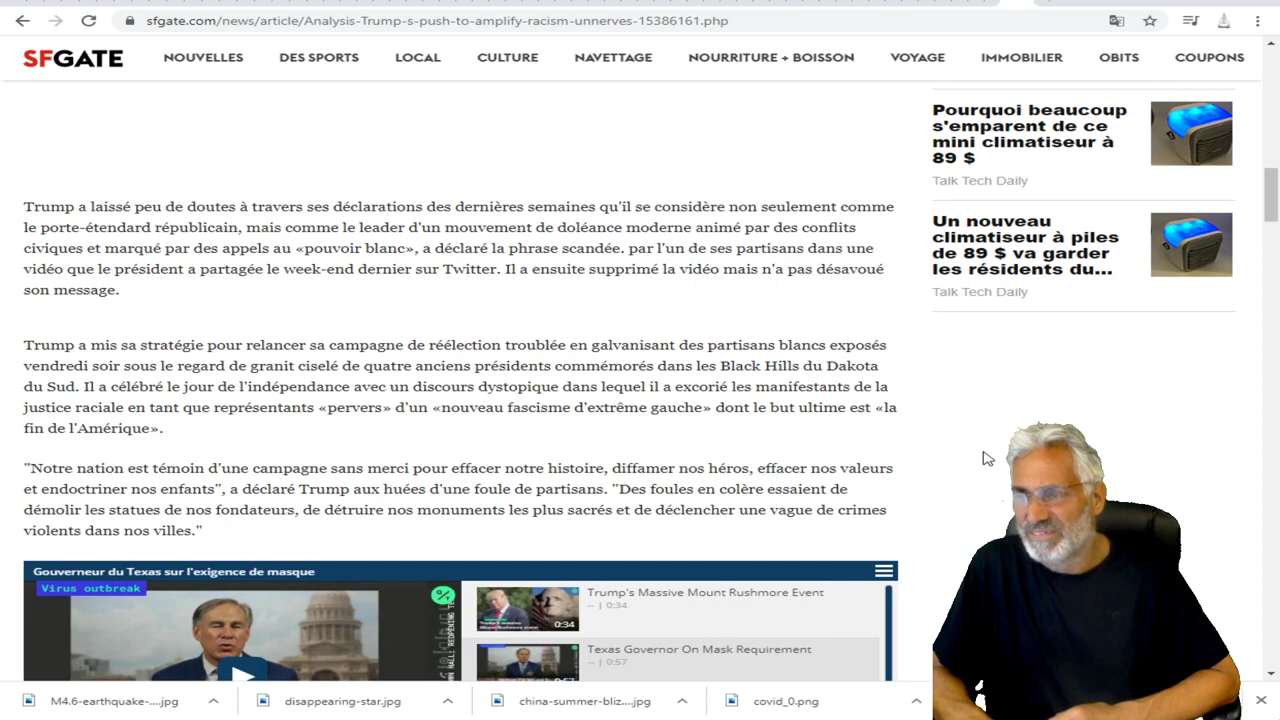 sfgate.com/news/article/Analysis-Trump-s-push-to-amplify-racism-unnerves-15386161.php
SFGATE NOUVELLES DES SPORTS LOCAL CULTURE NAVETTAGE NOURRITURE + BOISSON VOYAGE IMMOBILIER OBITS COUPONS
Trump a laissé peu de doutes à travers ses déclarations des dernières semaines qu'il se considère non seulement comme
le porte-étendard républicain, mais comme le leader d'un mouvement de doléance moderne animé par des conflits
civiques et marqué par des appels au «pouvoir blanc», a déclaré la phrase scandée. par l'un de ses partisans dans une
vidéo que le président a partagée le week-end dernier sur Twitter. Il a ensuite supprimé la vidéo mais n'a pas désavoué
son message.
Trump a mis sa stratégie pour relancer sa campagne de réélection troublée en galvanisant des partisans blancs exposés
vendredi soir sous le regard de granit ciselé de quatre anciens présidents commémorés dans les Black Hills du Dakota
du Sud. Il a célébré le jour de l'indépendance avec un discours dystopique dans lequel il a excorié les manifestants de la
justice raciale en tant que représentants «pervers» d'un «nouveau fascisme d'extrême gauche» dont le but ultime est «la
fin de l'Amérique».
"Notre nation est témoin d'une campagne sans merci pour effacer notre histoire, diffamer nos héros, effacer nos valeurs
et endoctriner nos enfants", a déclaré Trump aux huées d'une foule de partisans. "Des foules en colère essaient de
démolir les statues de nos fondateurs, de détruire nos monuments les plus sacrés et de déclencher une vague de crimes
violents dans nos villes."
Gouverneur du Texas sur l'exigence de masque
Virus outbreak
Trump's Massive Mount Rushmore Event
-- | 0:34
0:34
Texas Governor On Mask Requirement
-- | 0:57
Pourquoi beaucoup
s'emparent de ce
mini climatiseur à
89 $
Talk Tech Daily
Un nouveau
climatiseur à piles
de 89 $ va garder
les résidents du...
Talk Tech Daily
M4.6-earthquake-....jpg disappearing-star.jpg china-summer-bliz....jpg covid_0.png